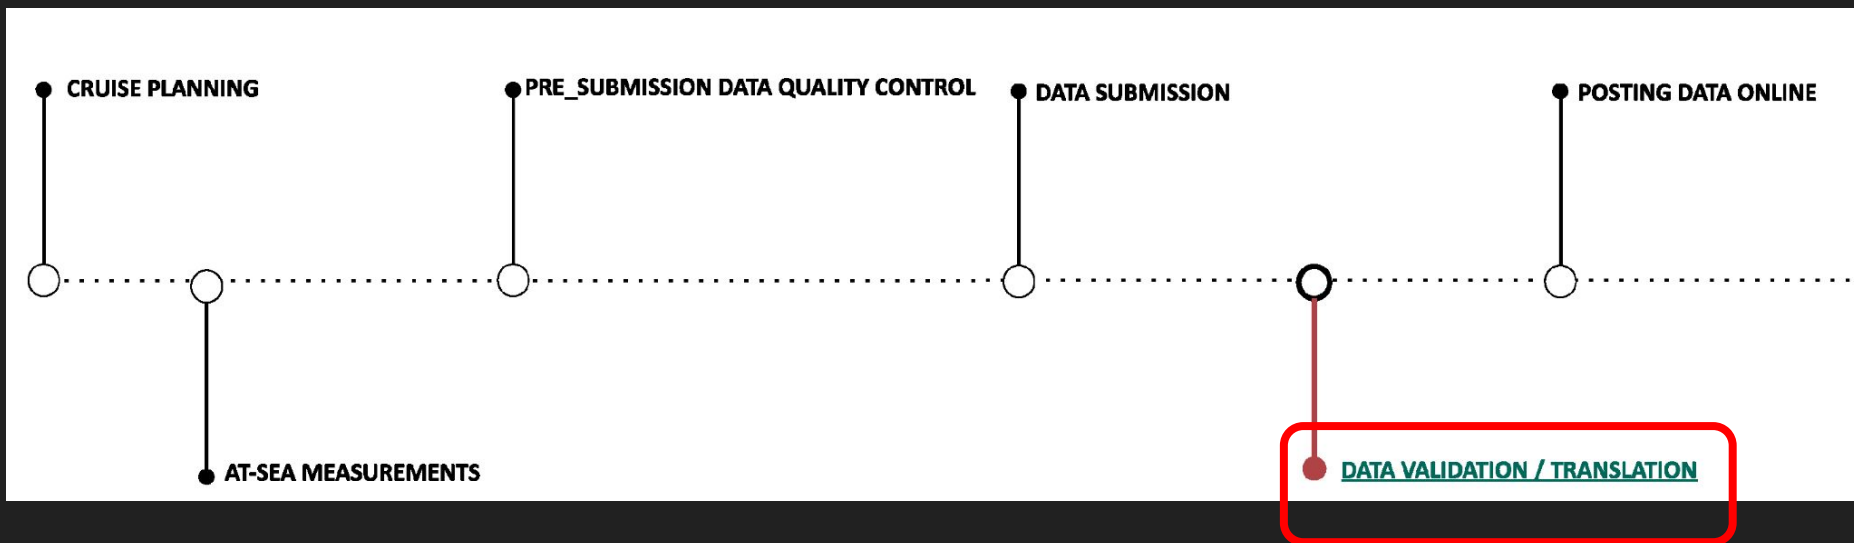 CRUISE PLANNING
PRE_SUBMISSION DATA QUALITY CONTROL
DATA SUBMISSION
POSTING DATA ONLINE
AT-SEA MEASUREMENTS
DATA VALIDATION / TRANSLATION